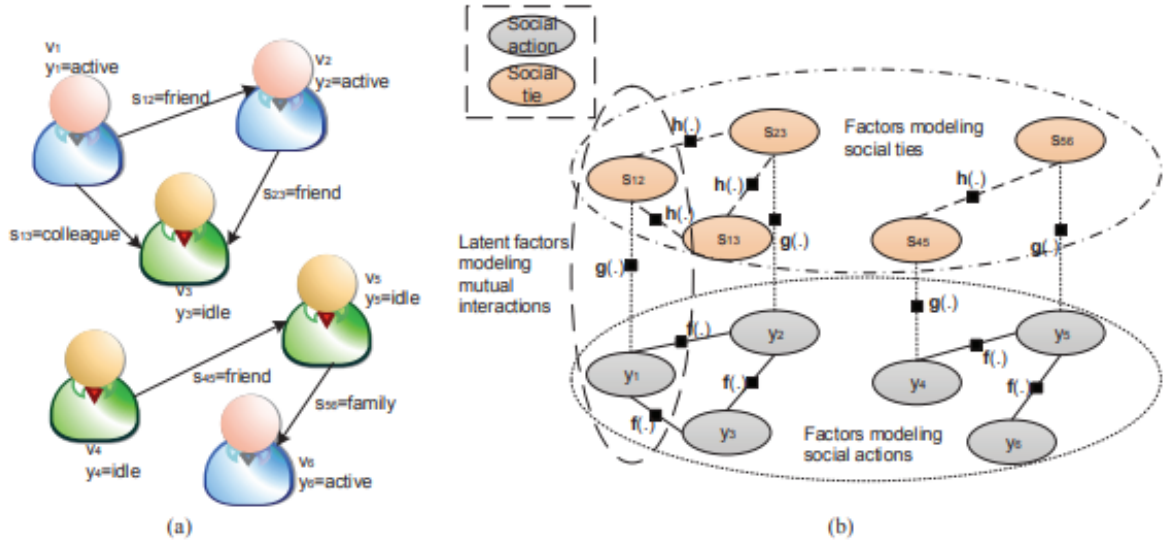 v1
y1=active
v2
y2=active
s12=friend
s23=friend
s13=colleague
v3
y3=idle
v5
y5=idle
s45=friend
s56=family
v4
y4=idle
v6
y6=active
(a)
Social
action
Social
tie
h(.)
s23
Factors modeling
social ties
s56
s12
h(.)
h(.)
h(.)
s13
g(.)
s45
g(.)
Latent factors
modeling
mutual
interactions
g(.)
g(.)
f(.)
y2
y5
f(.)
y1
f(.)
y4
f(.)
f(.)
y3
Factors modeling
social actions
y6
(b)